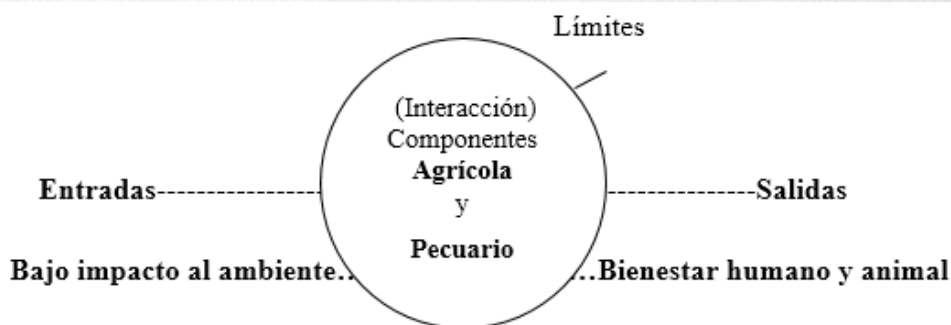 Límites
(Interacción)
Componentes
Agrícola
y
Entradas--------------------Salidas
Pecuario
Bajo impacto al ambiente.. ...Bienestar humano y animal